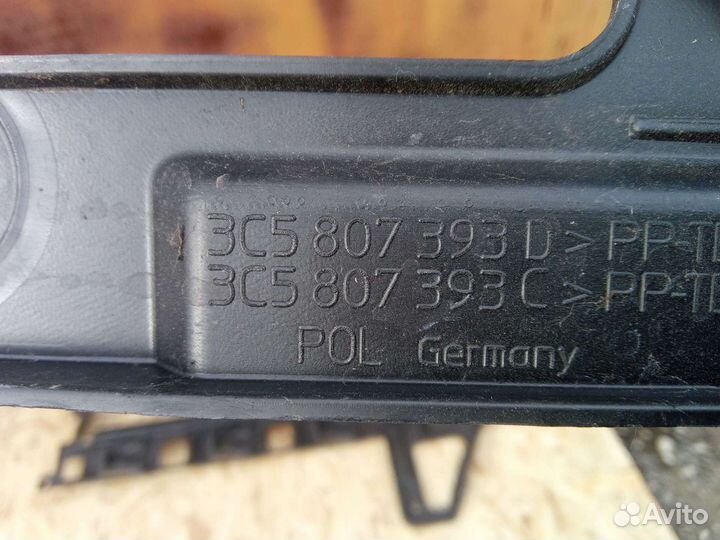 3C5 807 393 D > PP-T
3C5 807 393 C > PP-T
POL Germany
Avito